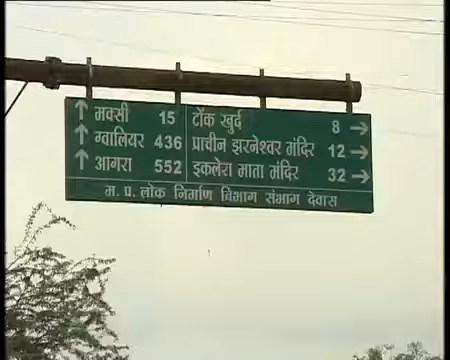 ↑ मक्सी 15
↑ ग्वालियर 436
↑ आगरा 552
टोंक खुर्द 8 →
प्राचीन झरनेश्वर मंदिर 12 →
इकलेरा माता मंदिर 32 →
म. प. लोक निर्माण विभाग संभाग देवास